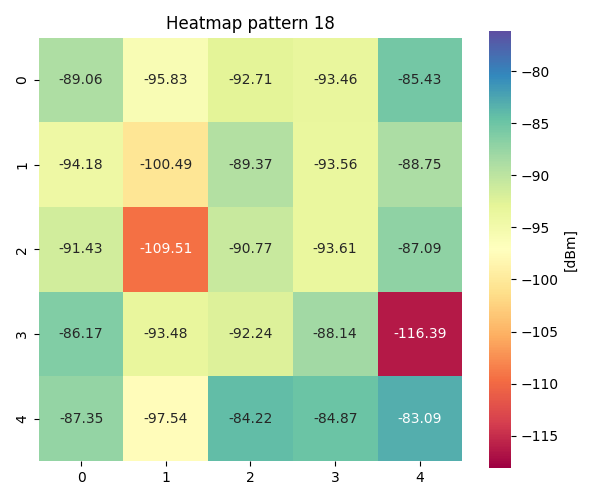 Heatmap pattern 18
0 -89.06 -95.83 -92.71 -93.46 -85.43
1 -94.18 -100.49 -89.37 -93.56 -88.75
2 -91.43 -109.51 -90.77 -93.61 -87.09
3 -86.17 -93.48 -92.24 -88.14 -116.39
4 -87.35 -97.54 -84.22 -84.87 -83.09
0 1 2 3 4
−80
−85
−90
−95
−100
−105
−110
−115
[dBm]